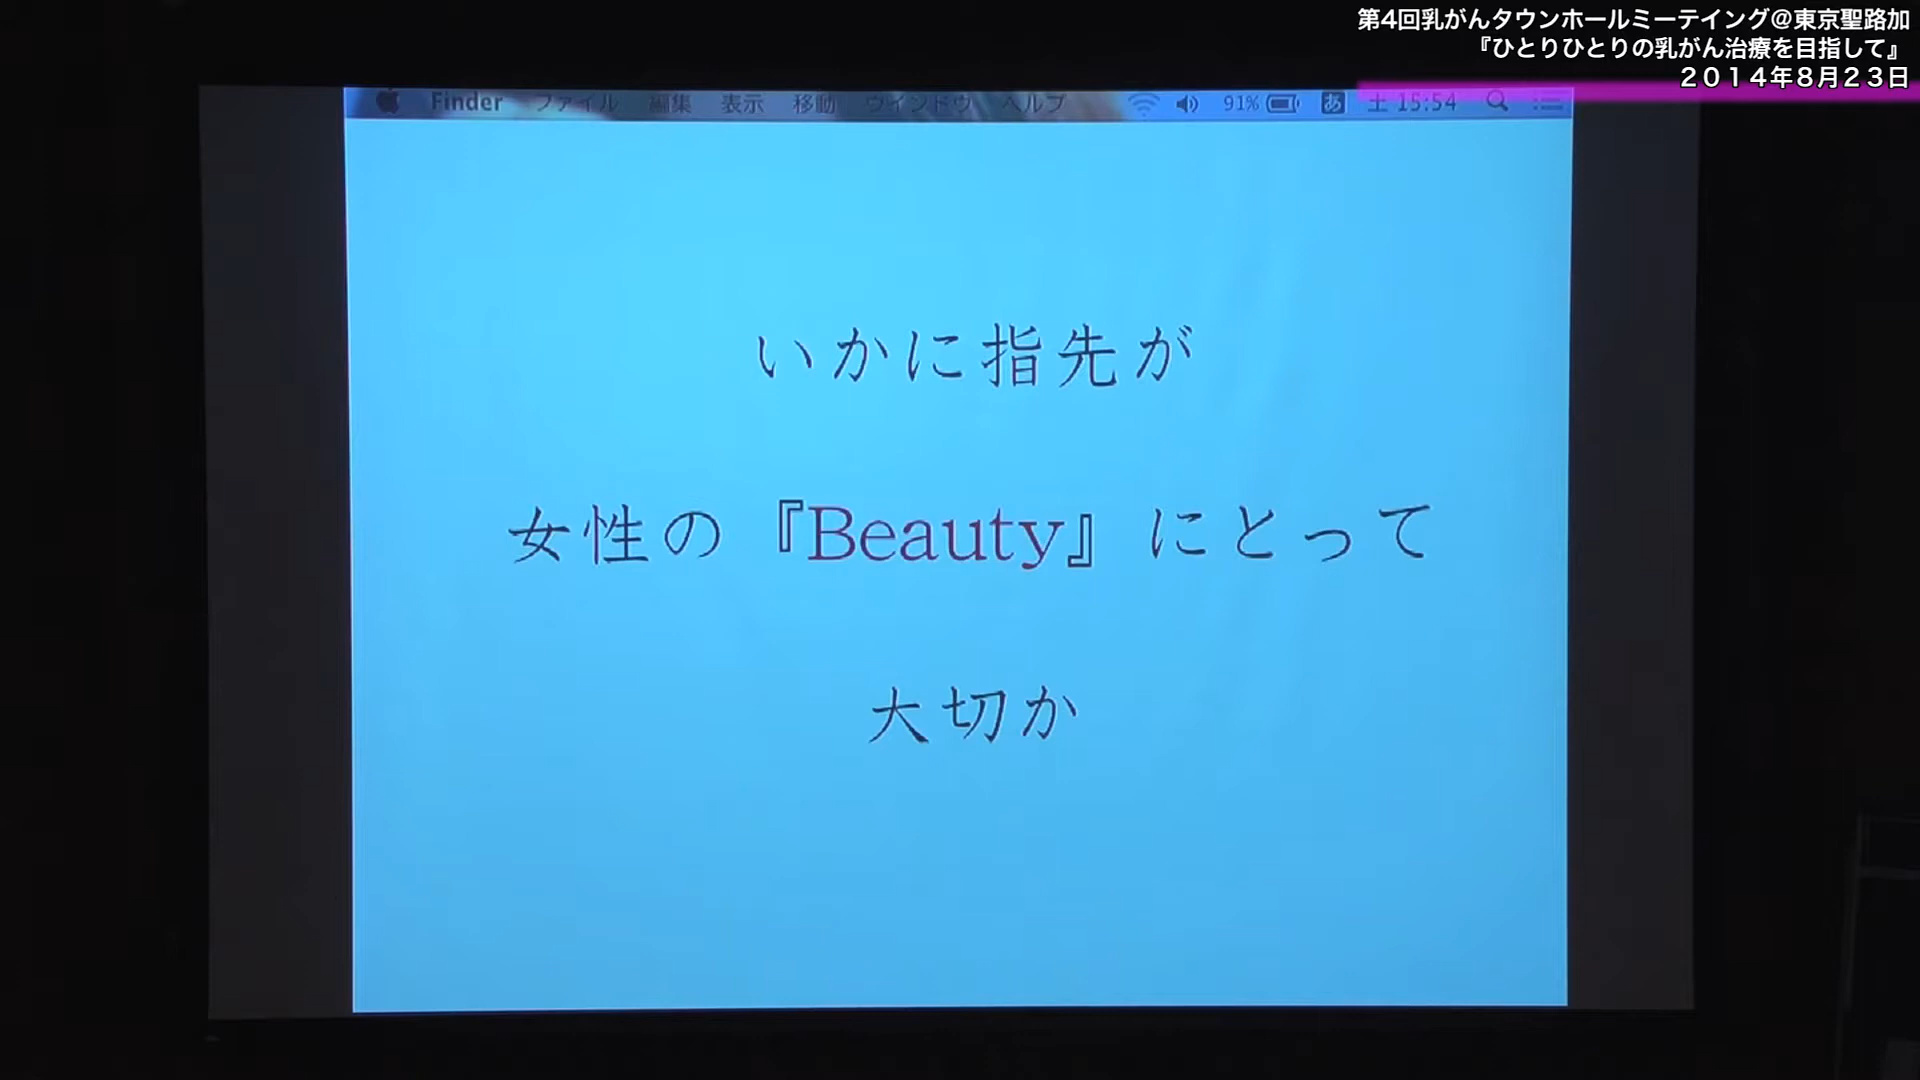 第4回乳がんタウンホールミーテイング@東京聖路加
『ひとりひとりの乳がん治療を目指して』
２０１４年８月２３日
Finder ファイル 編集 表示 移動 ウインドウ ヘルプ 91% あ 土 15:54
いかに指先が
女性の『Beauty』にとって
大切か